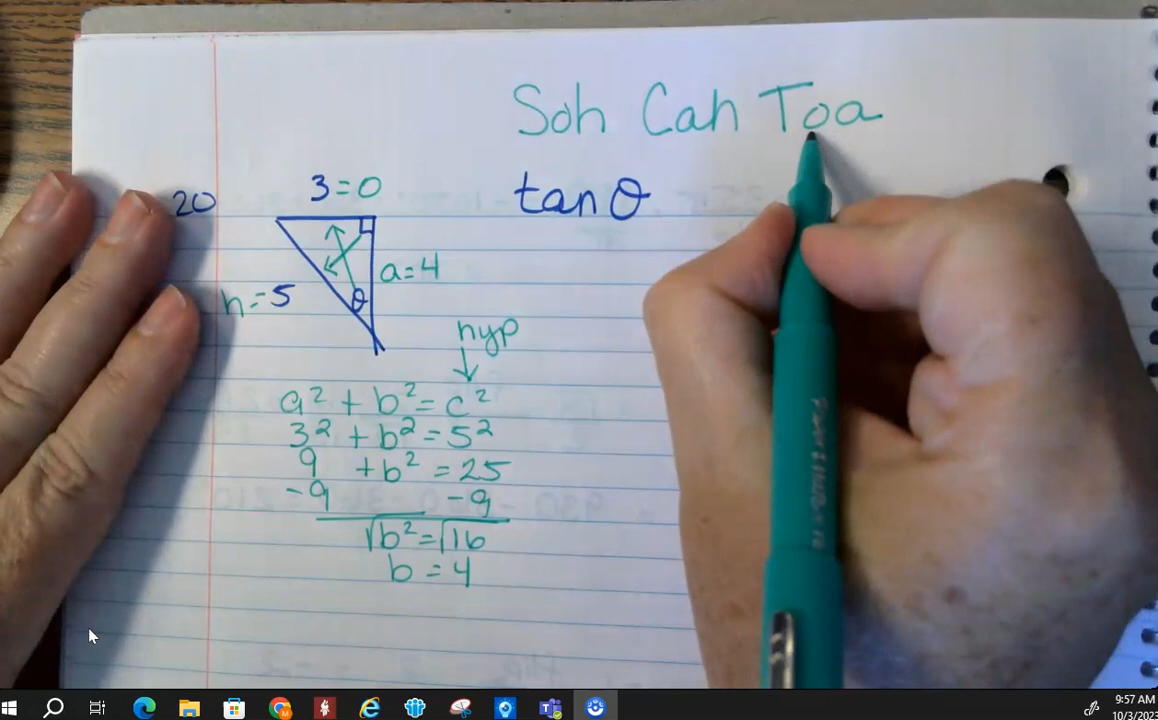 Soh Cah Toa
20
3=0
tanθ
a=4
h=5
θ
hyp
↓
a² + b² = c²
3² + b² = 5²
9 + b² = 25
-9 -9
√b² = √16
b = 4
9:57 AM